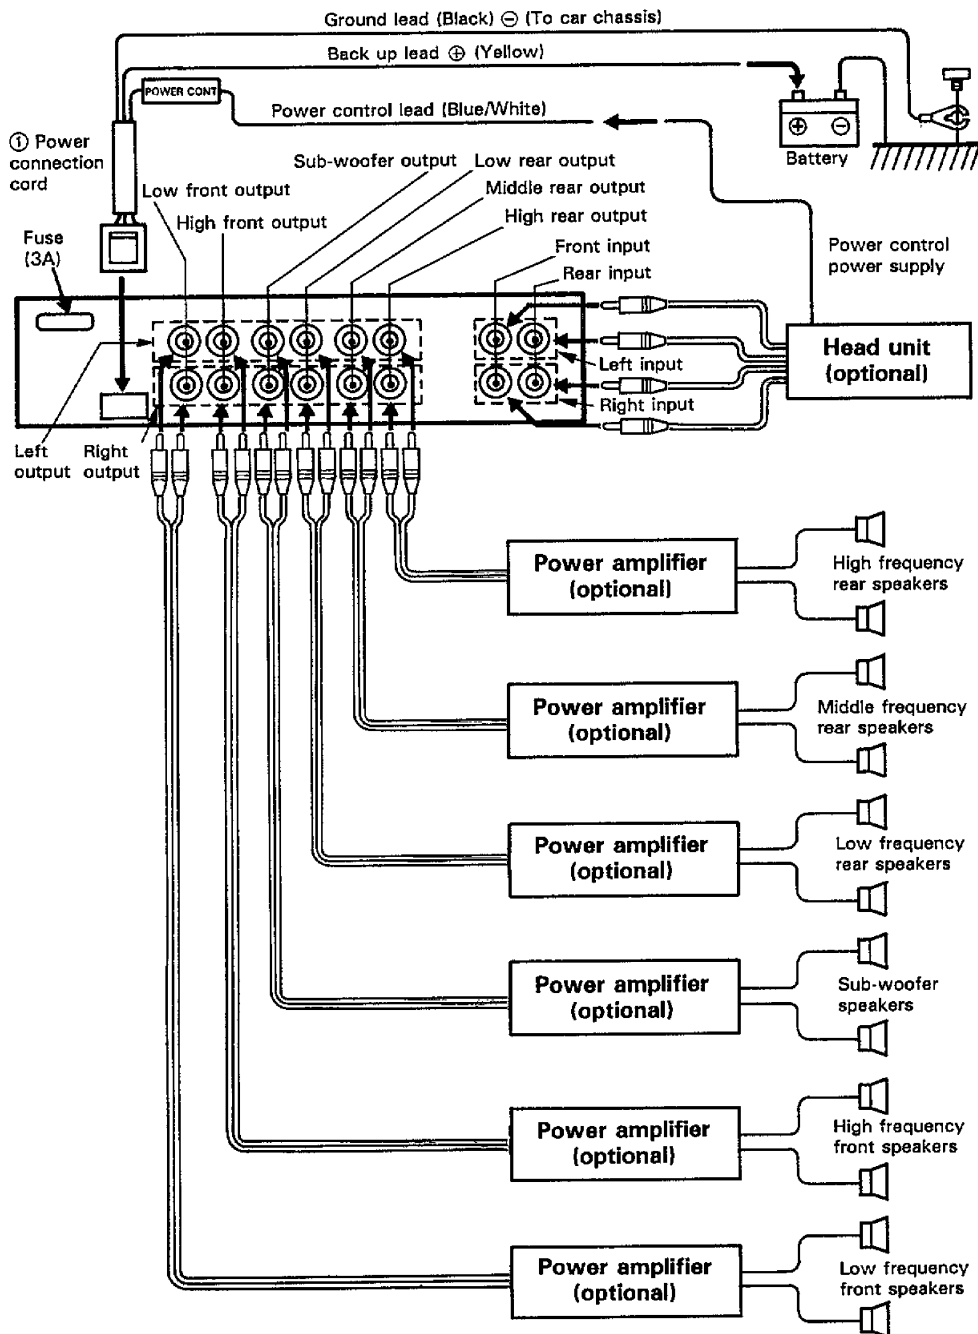 Ground lead (Black) ⊖ (To car chassis)
Back up lead ⊕ (Yellow)
POWER CONT
Power control lead (Blue/White)
⊕ ⊖
Battery
① Power
connection
cord
Sub-woofer output
Low rear output
Low front output
Middle rear output
High front output
High rear output
Fuse
(3A)
Front input
Rear input
Power control
power supply
Left input
Right input
Head unit
(optional)
Left
output
Right
output
Power amplifier
(optional)
High frequency
rear speakers
Power amplifier
(optional)
Middle frequency
rear speakers
Power amplifier
(optional)
Low frequency
rear speakers
Power amplifier
(optional)
Sub-woofer
speakers
Power amplifier
(optional)
High frequency
front speakers
Power amplifier
(optional)
Low frequency
front speakers